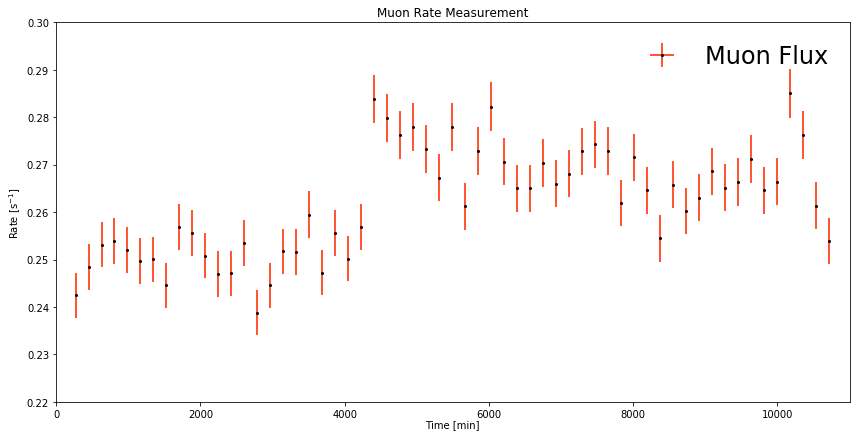 Muon Rate Measurement
Muon Flux
Rate [s⁻¹]
0.30
0.29
0.28
0.27
0.26
0.25
0.24
0.23
0.22
0 2000 4000 6000 8000 10000
Time [min]